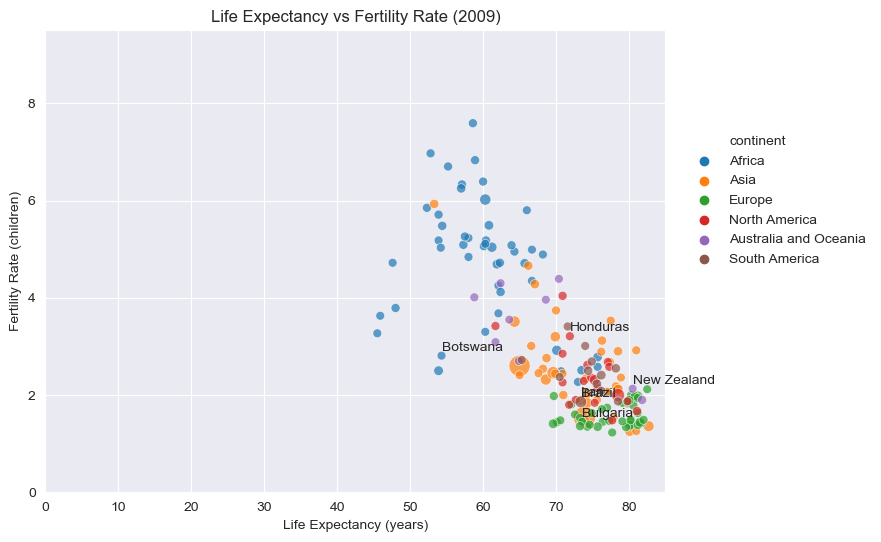 Life Expectancy vs Fertility Rate (2009)
8
6
4
2
0
0
10
20
30
40
50
60
70
80
Fertility Rate (children)
Life Expectancy (years)
Honduras
Botswana
New Zealand
Brazil
Bulgaria
continent
Africa
Asia
Europe
North America
Australia and Oceania
South America